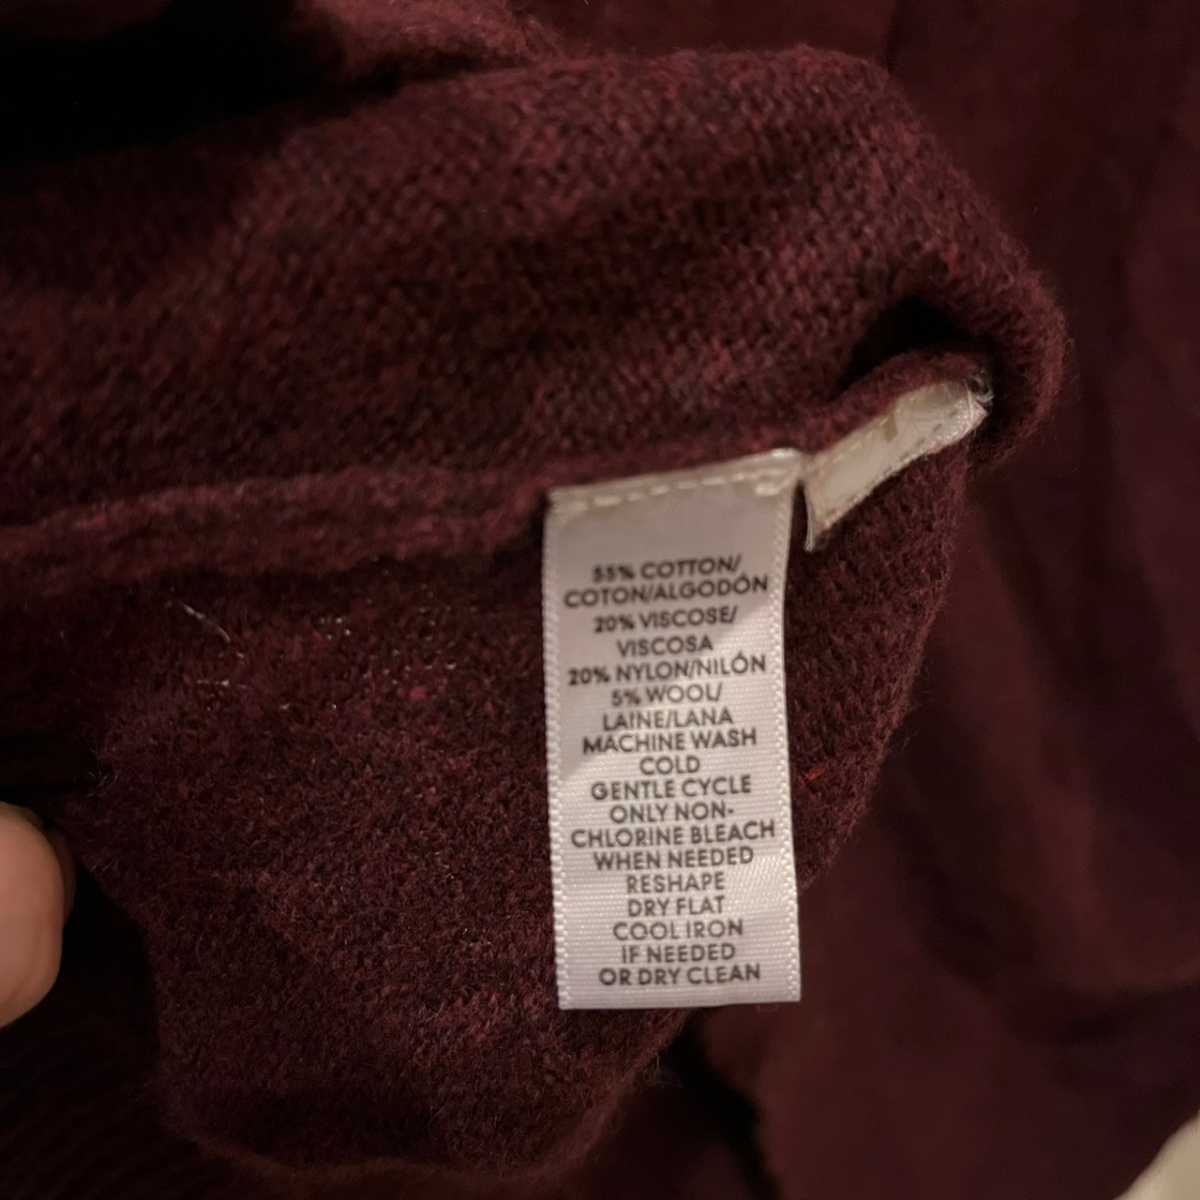 55% COTTON/
COTON/ALGODÓN
20% VISCOSE/
VISCOSA
20% NYLON/NILÓN
5% WOOL/
LAINE/LANA
MACHINE WASH
COLD
GENTLE CYCLE
ONLY NON-
CHLORINE BLEACH
WHEN NEEDED
RESHAPE
DRY FLAT
COOL IRON
IF NEEDED
OR DRY CLEAN